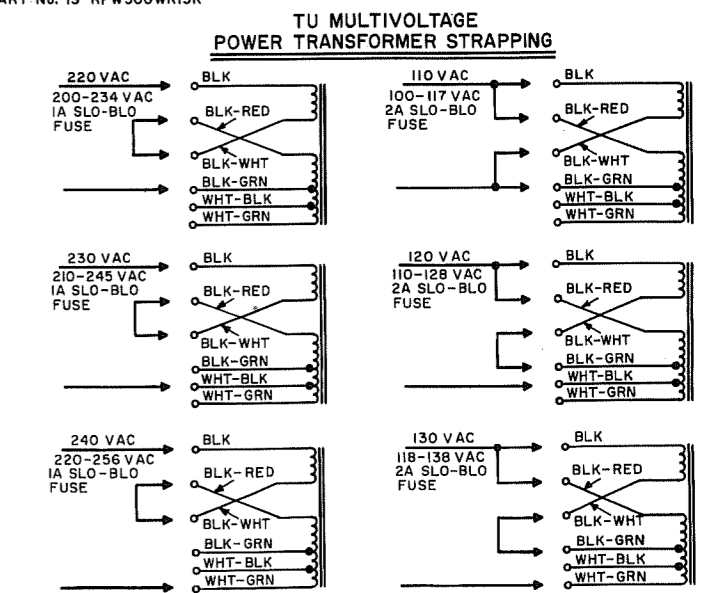 PART No. IS RPW500WR15K
TU MULTIVOLTAGE
POWER TRANSFORMER STRAPPING
220 VAC
200-234 VAC
1A SLO-BLO
FUSE
BLK
BLK-RED
BLK-WHT
BLK-GRN
WHT-BLK
WHT-GRN
110 VAC
100-117 VAC
2A SLO-BLO
FUSE
BLK
BLK-RED
BLK-WHT
BLK-GRN
WHT-BLK
WHT-GRN
230 VAC
210-245 VAC
1A SLO-BLO
FUSE
BLK
BLK-RED
BLK-WHT
BLK-GRN
WHT-BLK
WHT-GRN
120 VAC
110-128 VAC
2A SLO-BLO
FUSE
BLK
BLK-RED
BLK-WHT
BLK-GRN
WHT-BLK
WHT-GRN
240 VAC
220-256 VAC
1A SLO-BLO
FUSE
BLK
BLK-RED
BLK-WHT
BLK-GRN
WHT-BLK
WHT-GRN
130 VAC
118-138 VAC
2A SLO-BLO
FUSE
BLK
BLK-RED
BLK-WHT
BLK-GRN
WHT-BLK
WHT-GRN